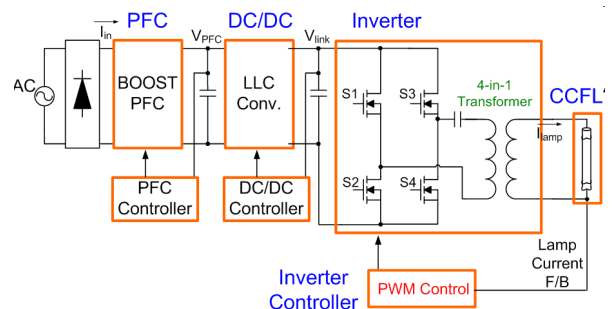 PFC
DC/DC
Inverter
Iin
VPFC
Vlink
AC
BOOST
PFC
LLC
Conv.
S1
S3
4-in-1
Transformer
CCFL
Ilamp
S2
S4
PFC
Controller
DC/DC
Controller
Inverter
Controller
PWM Control
Lamp
Current
F/B